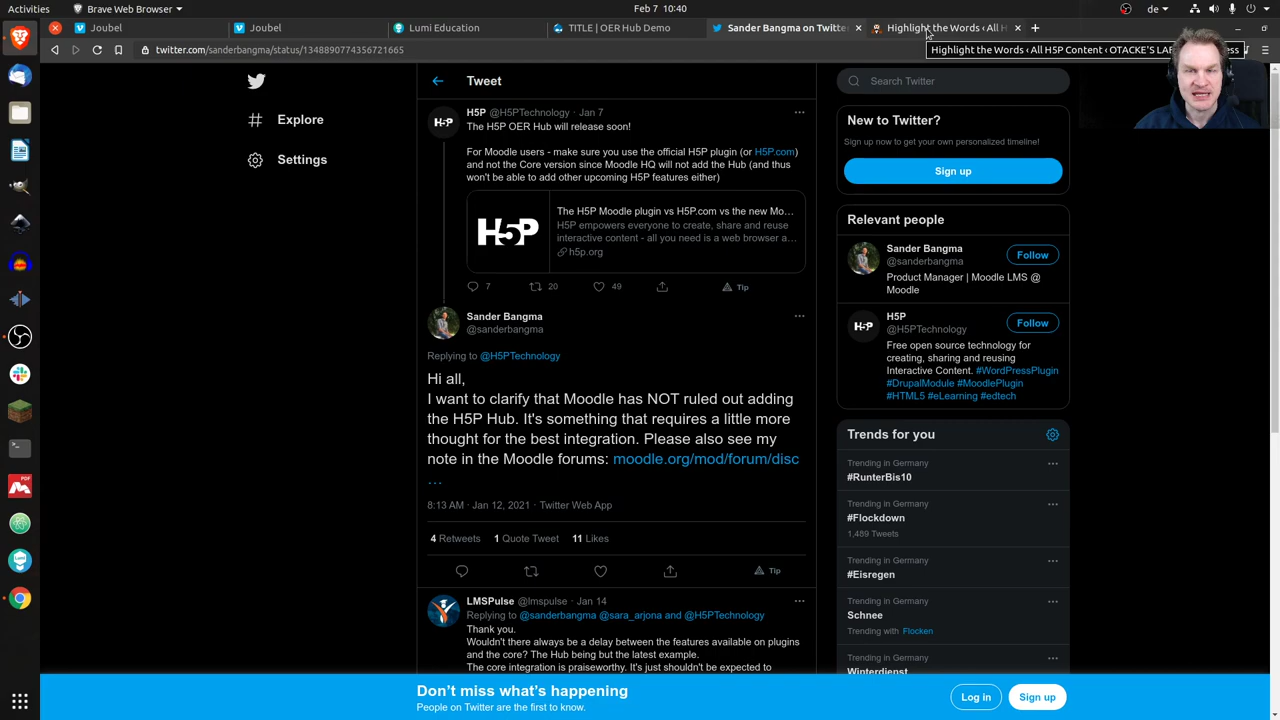 Activities
Brave Web Browser
Feb 7 10:40
de
Joubel
Joubel
Lumi Education
TITLE | OER Hub Demo
Sander Bangma on Twitte
Highlight the Words ‹ All H
twitter.com/sanderbangma/status/1348890774356721665
Highlight the Words ‹ All H5P Content ‹ OTACKE'S LA
Tweet
Search Twitter
Explore
Settings
H5P @H5PTechnology · Jan 7
The H5P OER Hub will release soon!
For Moodle users - make sure you use the official H5P plugin (or H5P.com)
and not the Core version since Moodle HQ will not add the Hub (and thus
won't be able to add other upcoming H5P features either)
H5P
H5P
The H5P Moodle plugin vs H5P.com vs the new Mo...
H5P empowers everyone to create, share and reuse
interactive content - all you need is a web browser a...
h5p.org
7
20
49
Tip
Sander Bangma
@sanderbangma
Replying to @H5PTechnology
Hi all,
I want to clarify that Moodle has NOT ruled out adding
the H5P Hub. It's something that requires a little more
thought for the best integration. Please also see my
note in the Moodle forums: moodle.org/mod/forum/disc
...
8:13 AM · Jan 12, 2021 · Twitter Web App
4 Retweets 1 Quote Tweet 11 Likes
Tip
LMSPulse @lmspulse · Jan 14
Replying to @sanderbangma @sara_arjona and @H5PTechnology
Thank you.
Wouldn't there always be a delay between the features available on plugins
and the core? The Hub being but the latest example.
The core integration is praiseworthy. It's just shouldn't be expected to
New to Twitter?
Sign up now to get your own personalized timeline!
Sign up
Relevant people
Sander Bangma
@sanderbangma
Follow
Product Manager | Moodle LMS @
Moodle
H5P
H5P
@H5PTechnology
Follow
Free open source technology for
creating, sharing and reusing
Interactive Content. #WordPressPlugin
#DrupalModule #MoodlePlugin
#HTML5 #eLearning #edtech
Trends for you
Trending in Germany
#RunterBis10
Trending in Germany
#Flockdown
1,489 Tweets
Trending in Germany
#Eisregen
Trending in Germany
Schnee
Trending with Flocken
Trending in Germany
Winterdienst
Don't miss what's happening
People on Twitter are the first to know.
Log in
Sign up